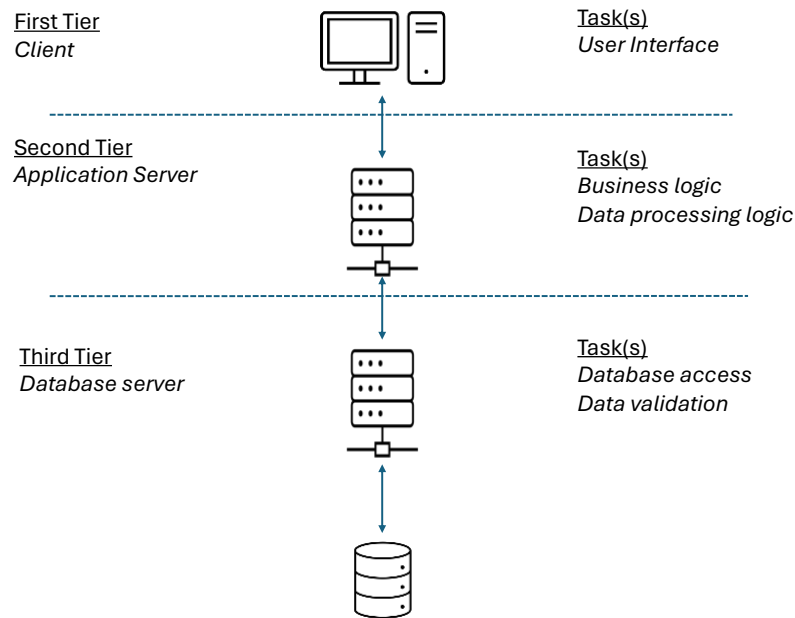 First Tier
Client
Task(s)
User Interface
Second Tier
Application Server
Task(s)
Business logic
Data processing logic
Third Tier
Database server
Task(s)
Database access
Data validation